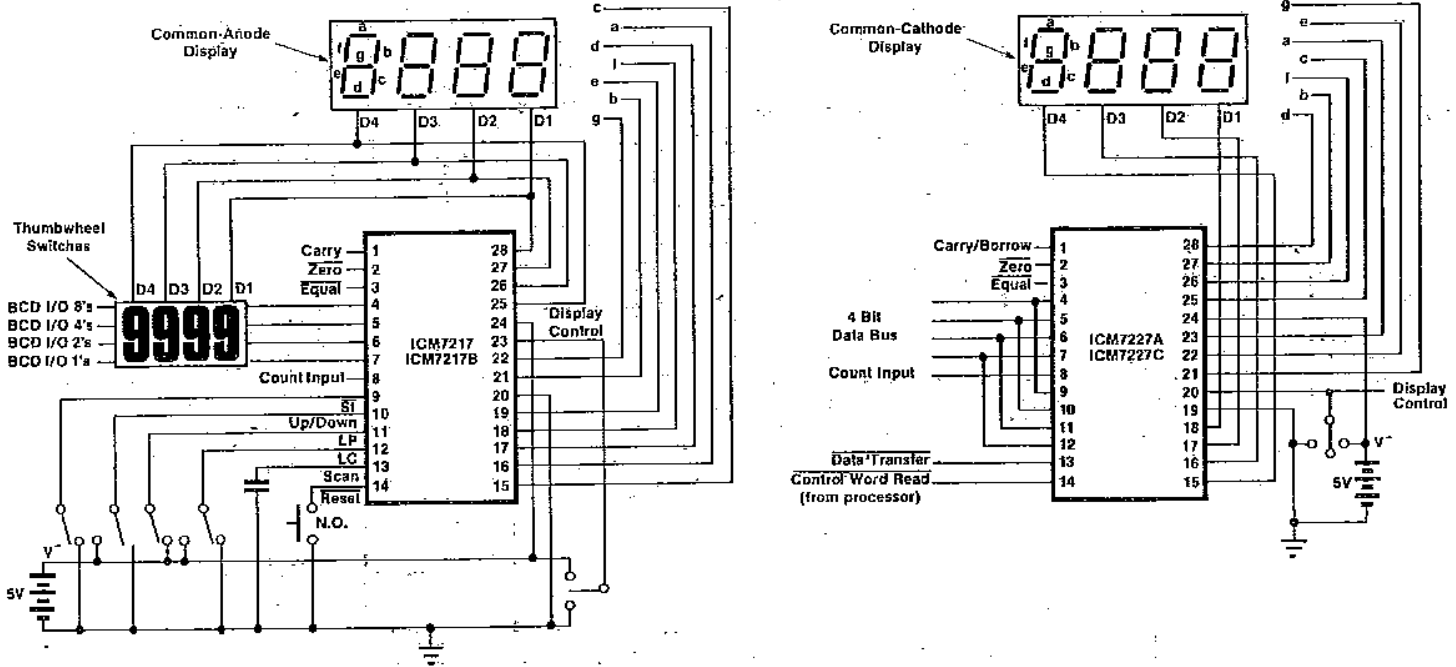 Common-Anode
Display
a
f
b
g
e
c
d
D4
D3
D2
D1
c
a
d
f
e
b
g
Thumbwheel
Switches
D4
D3
D2
D1
BCD I/O 8's
BCD I/O 4's
BCD I/O 2's
BCD I/O 1's
9999
Carry
Zero
Equal
Count Input
SI
Up/Down
LP
LC
Scan
Reset
1
2
3
4
5
6
7
8
9
10
11
12
13
14
ICM7217
ICM7217B
28
27
26
25
24
23
22
21
20
19
18
17
16
15
Display
Control
N.O.
V-
5V
Common-Cathode
Display
a
f
b
g
e
c
d
D4
D3
D2
D1
g
e
a
c
f
b
d
Carry/Borrow
Zero
Equal
4 Bit
Data Bus
Count Input
Data Transfer
Control Word Read
(from processor)
1
2
3
4
5
6
7
8
9
10
11
12
13
14
ICM7227A
ICM7227C
28
27
26
25
24
23
22
21
20
19
18
17
16
15
Display
Control
V-
5V